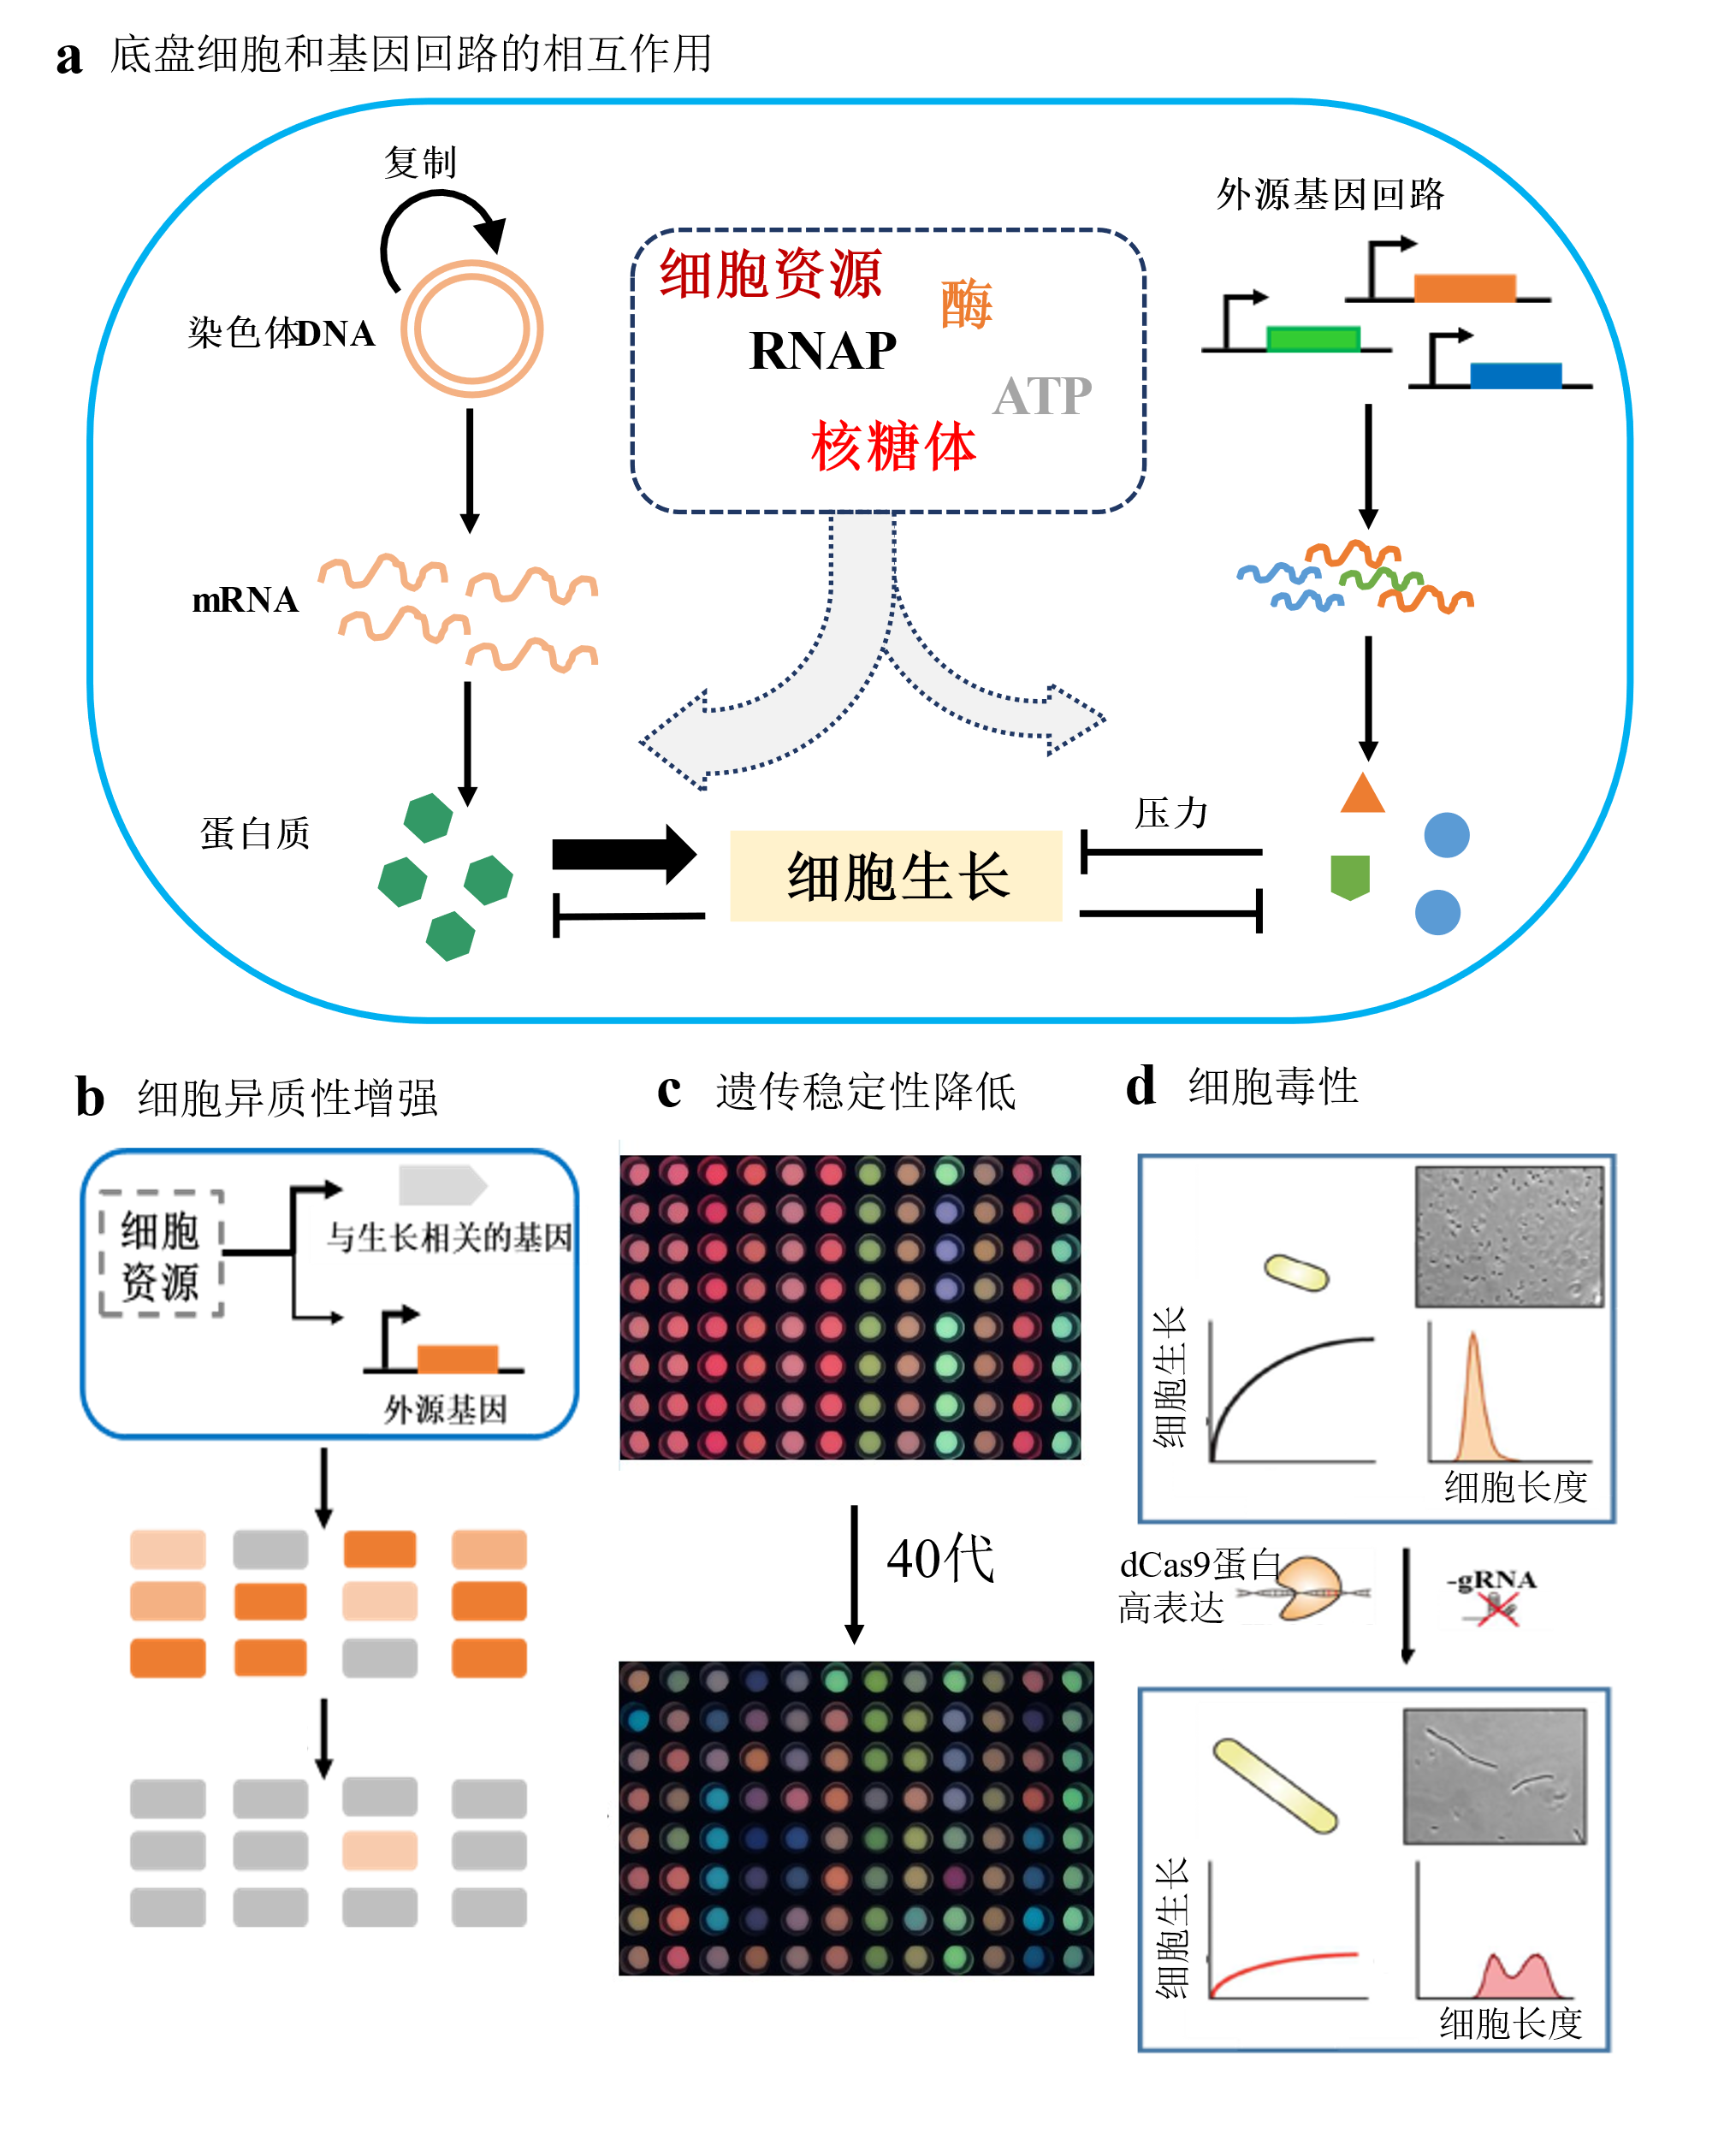 a 底盘细胞和基因回路的相互作用
复制
外源基因回路
细胞资源
酶
染色体DNA
RNAP
ATP
核糖体
mRNA
压力
蛋白质
细胞生长
b 细胞异质性增强
c 遗传稳定性降低
d 细胞毒性
细胞
资源
与生长相关的基因
外源基因
40代
细胞生长
细胞长度
dCas9蛋白
高表达
-gRNA
细胞生长
细胞长度